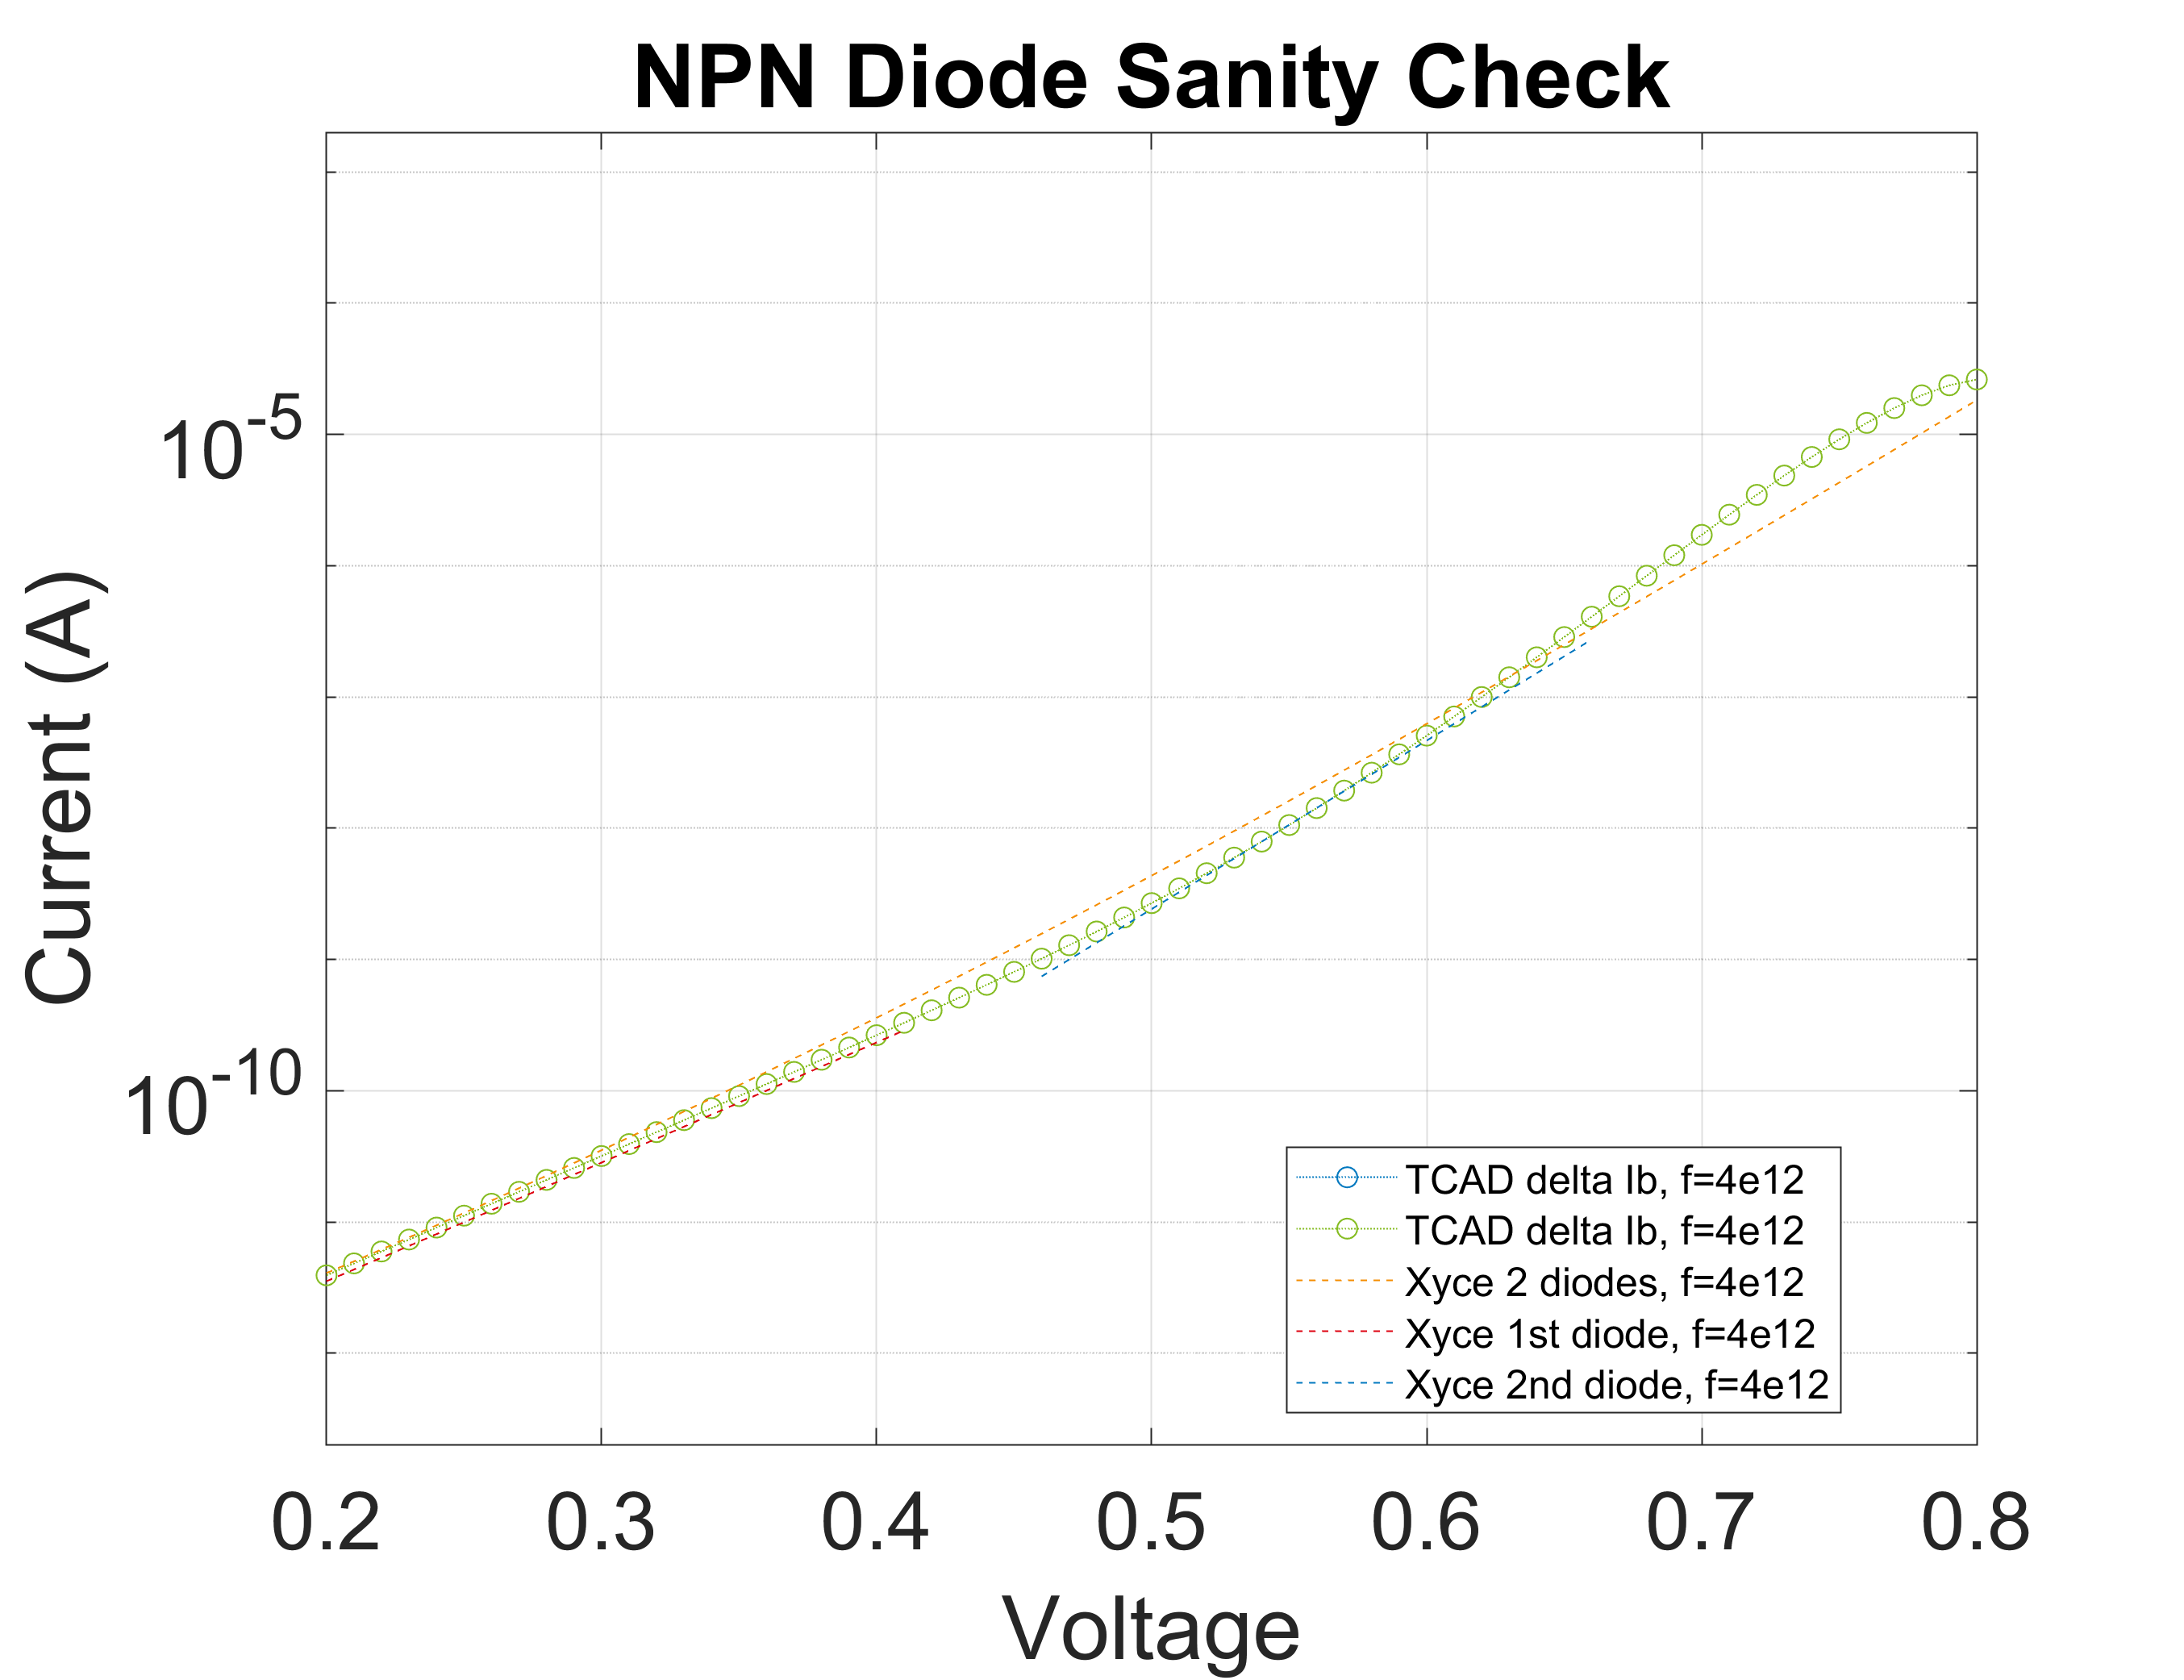 NPN Diode Sanity Check
Current (A)
10-5
10-10
TCAD delta Ib, f=4e12
TCAD delta Ib, f=4e12
Xyce 2 diodes, f=4e12
Xyce 1st diode, f=4e12
Xyce 2nd diode, f=4e12
0.2 0.3 0.4 0.5 0.6 0.7 0.8
Voltage